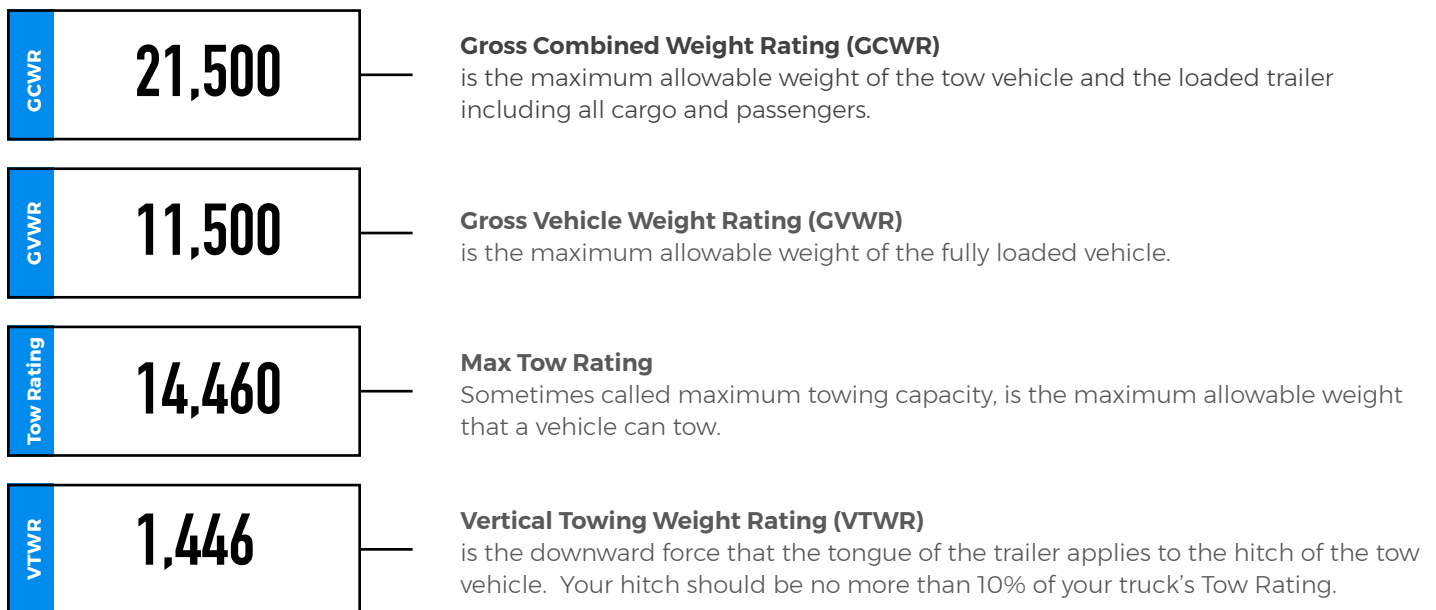 GCWR
21,500
Gross Combined Weight Rating (GCWR)
is the maximum allowable weight of the tow vehicle and the loaded trailer
including all cargo and passengers.
GVWR
11,500
Gross Vehicle Weight Rating (GVWR)
is the maximum allowable weight of the fully loaded vehicle.
Tow Rating
14,460
Max Tow Rating
Sometimes called maximum towing capacity, is the maximum allowable weight
that a vehicle can tow.
VTWR
1,446
Vertical Towing Weight Rating (VTWR)
is the downward force that the tongue of the trailer applies to the hitch of the tow
vehicle.  Your hitch should be no more than 10% of your truck's Tow Rating.